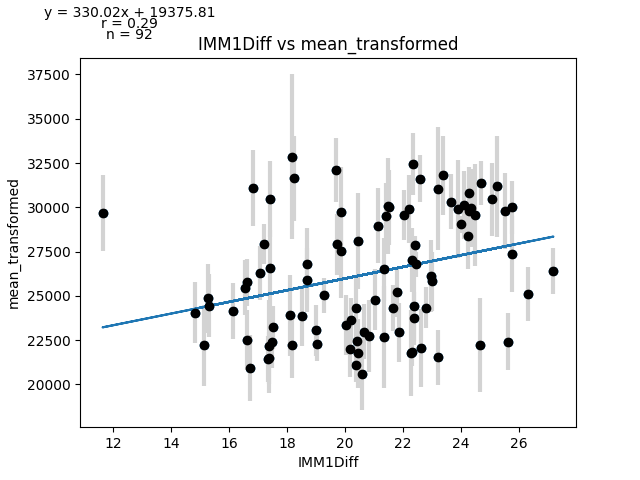 y = 330.02x + 19375.81
r = 0.29
n = 92
IMM1Diff vs mean_transformed
37500
35000
32500
30000
27500
25000
22500
20000
mean_transformed
12 14 16 18 20 22 24 26
IMM1Diff